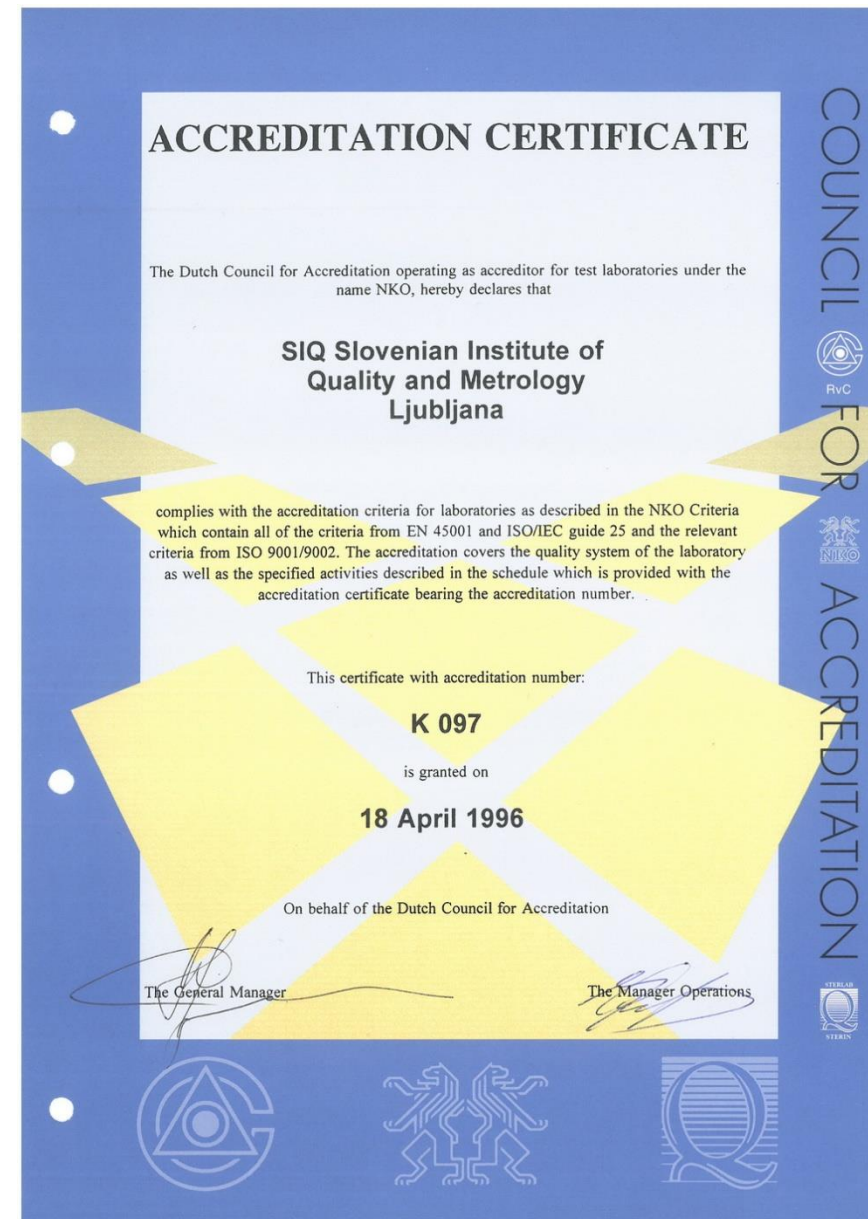 ACCREDITATION CERTIFICATE
The Dutch Council for Accreditation operating as accreditor for test laboratories under the
name NKO, hereby declares that
SIQ Slovenian Institute of
Quality and Metrology
Ljubljana
complies with the accreditation criteria for laboratories as described in the NKO Criteria
which contain all of the criteria from EN 45001 and ISO/IEC guide 25 and the relevant
criteria from ISO 9001/9002. The accreditation covers the quality system of the laboratory
as well as the specified activities described in the schedule which is provided with the
accreditation certificate bearing the accreditation number.
This certificate with accreditation number:
K 097
is granted on
18 April 1996
On behalf of the Dutch Council for Accreditation
The General Manager
The Manager Operations
COUNCIL RvC FOR NKO ACCREDITATION
STERLAB
Q
STERIN
Q